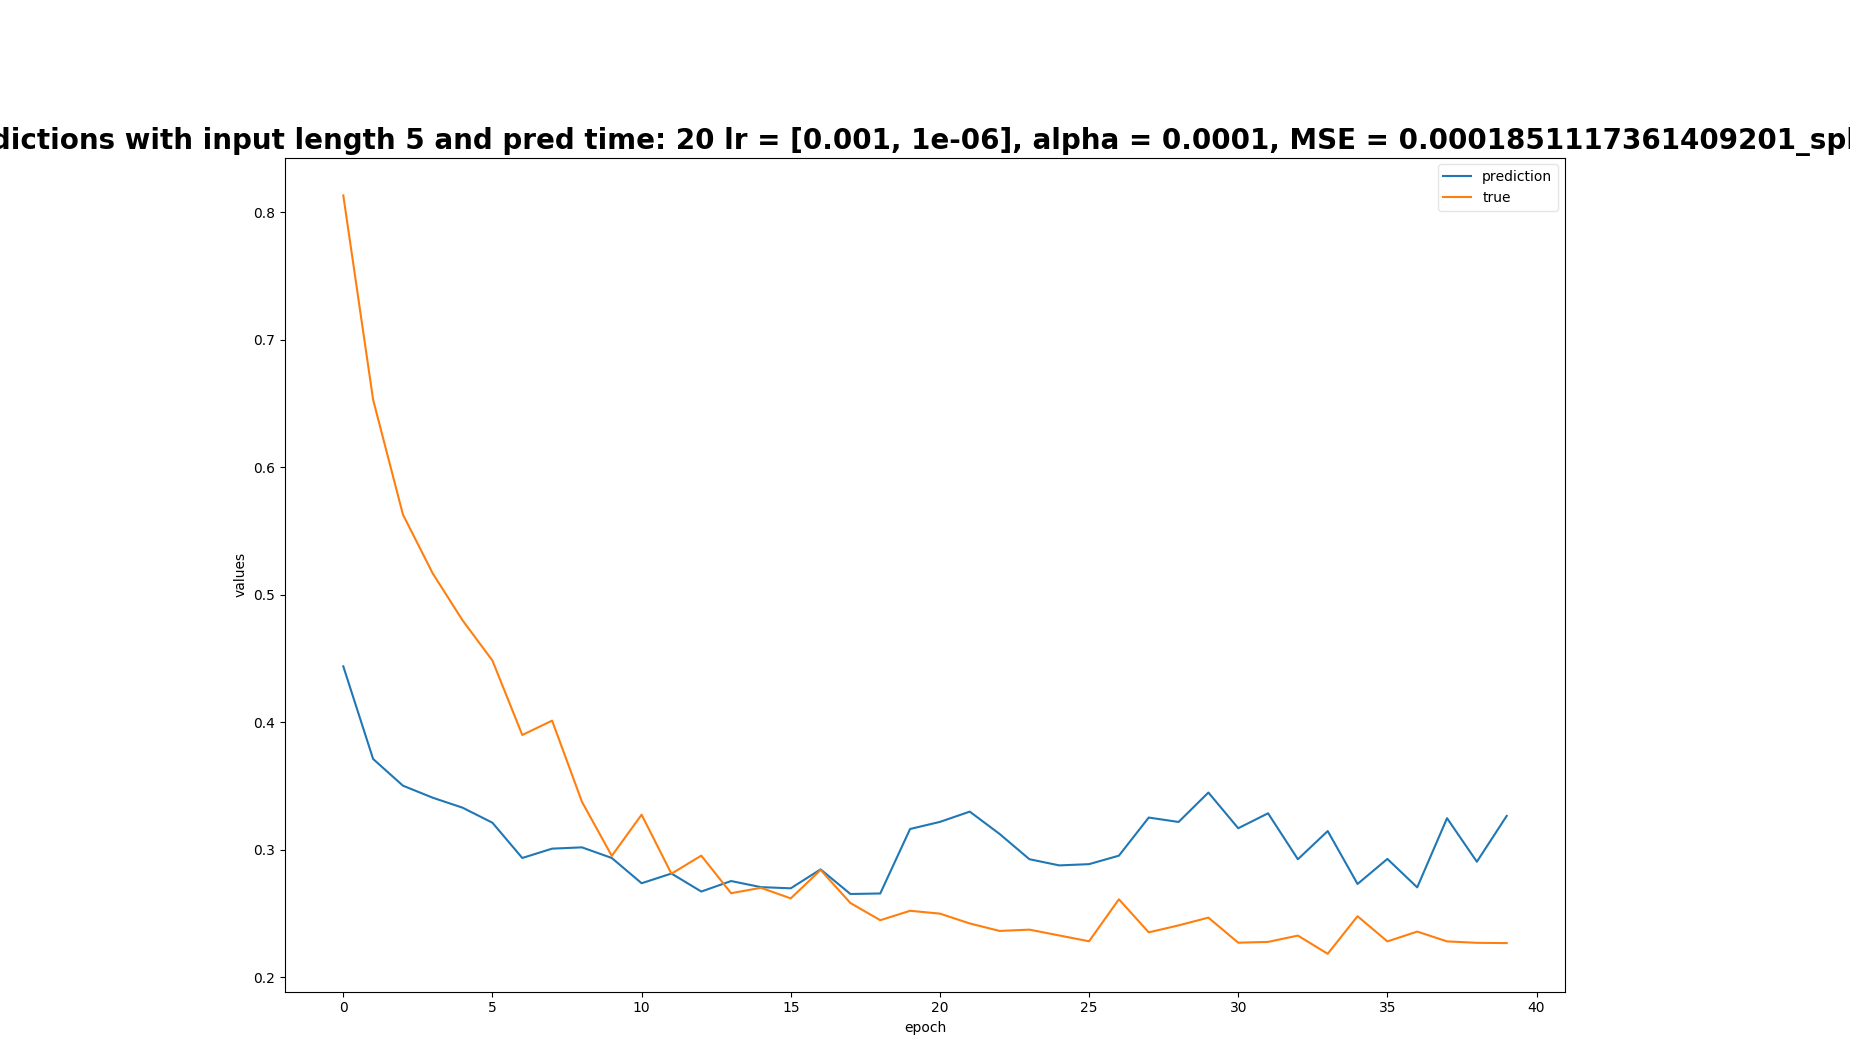 dictions with input length 5 and pred time: 20 lr = [0.001, 1e-06], alpha = 0.0001, MSE = 0.0001851117361409201_spl
prediction
true
0.8
0.7
0.6
0.5
0.4
0.3
0.2
values
0 5 10 15 20 25 30 35 40
epoch